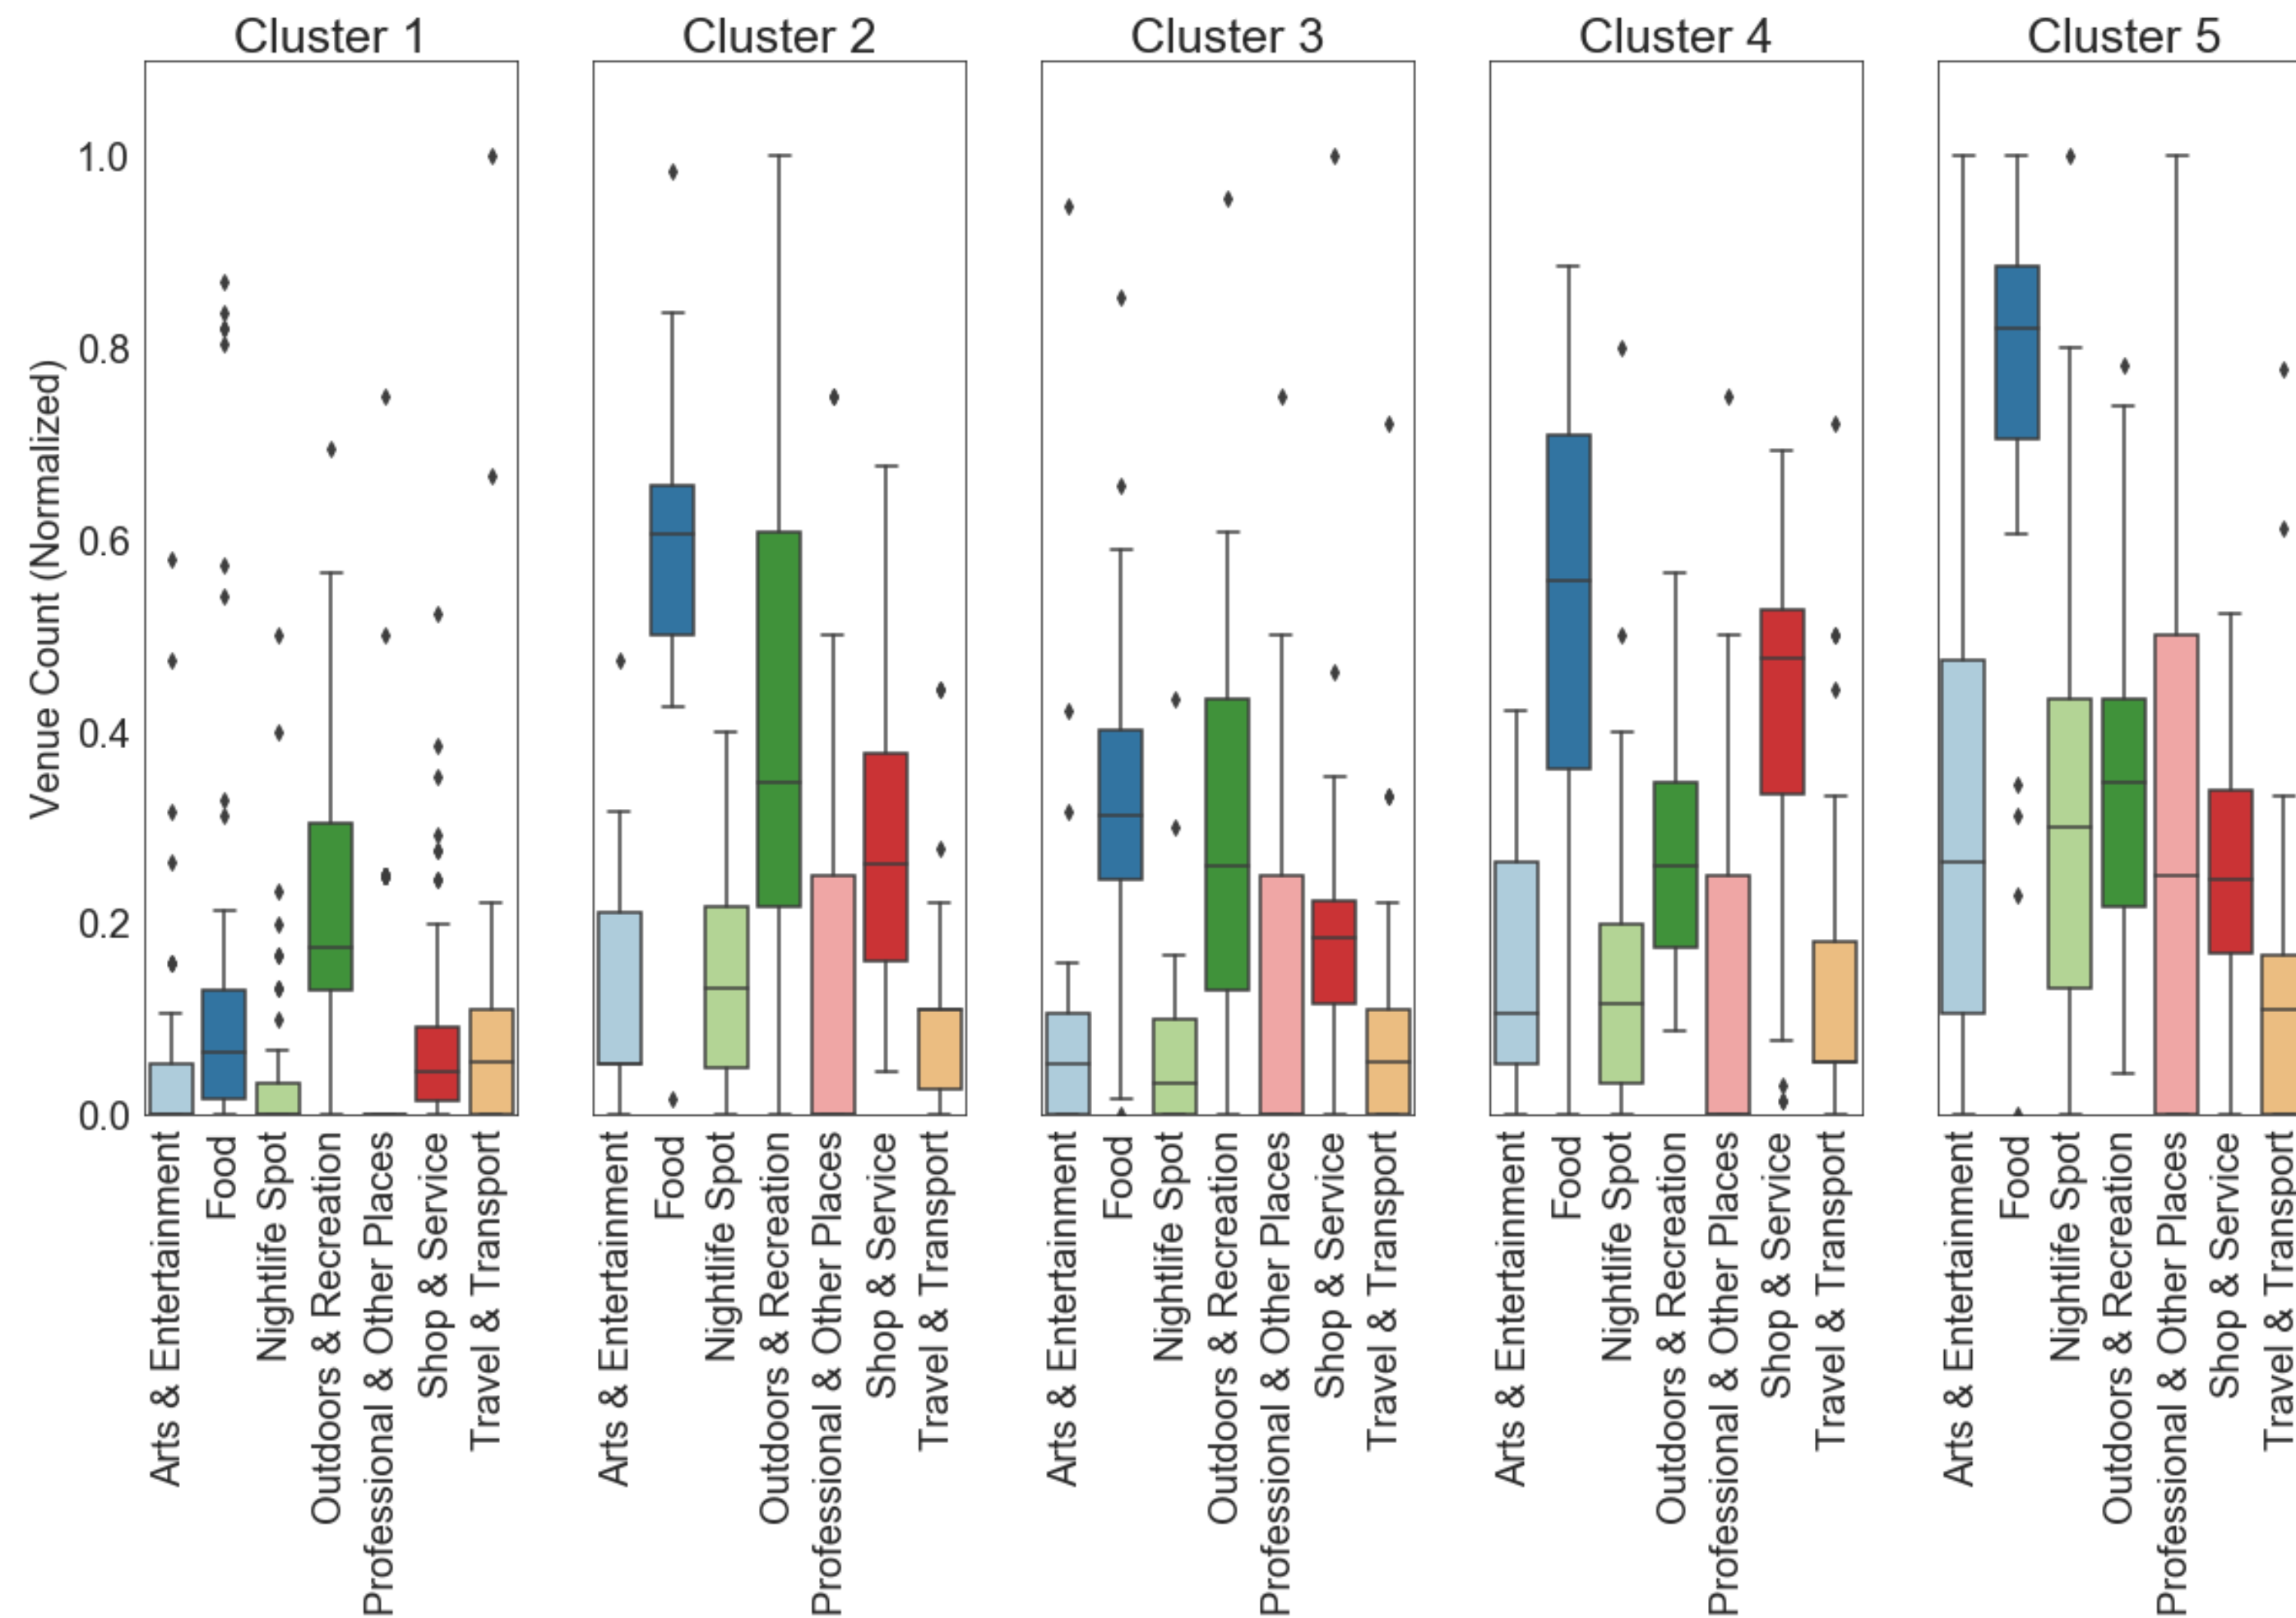 Cluster 1
Cluster 2
Cluster 3
Cluster 4
Cluster 5
Venue Count (Normalized)
1.0
0.8
0.6
0.4
0.2
0.0
Arts & Entertainment
Food
Nightlife Spot
Outdoors & Recreation
Professional & Other Places
Shop & Service
Travel & Transport
Arts & Entertainment
Food
Nightlife Spot
Outdoors & Recreation
Professional & Other Places
Shop & Service
Travel & Transport
Arts & Entertainment
Food
Nightlife Spot
Outdoors & Recreation
Professional & Other Places
Shop & Service
Travel & Transport
Arts & Entertainment
Food
Nightlife Spot
Outdoors & Recreation
Professional & Other Places
Shop & Service
Travel & Transport
Arts & Entertainment
Food
Nightlife Spot
Outdoors & Recreation
Professional & Other Places
Shop & Service
Travel & Transport